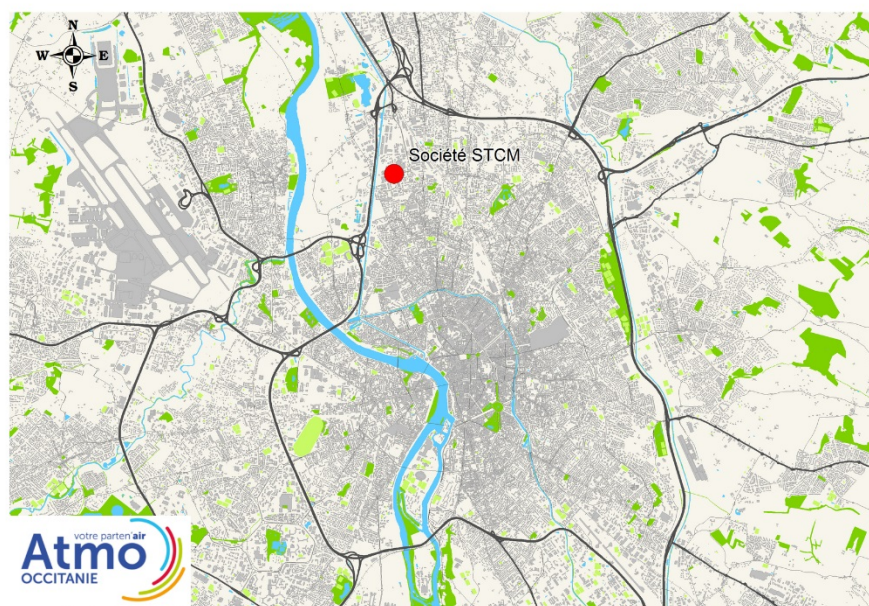 N
W E
S
Société STCM
votre parten'air
Atmo
OCCITANIE